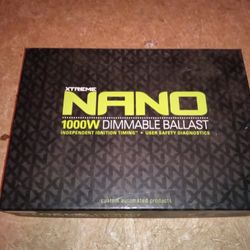 XTREME
NANO
1000W DIMMABLE BALLAST
INDEPENDENT IGNITION TIMING™ • USER SAFETY DIAGNOSTICS
custom automated products